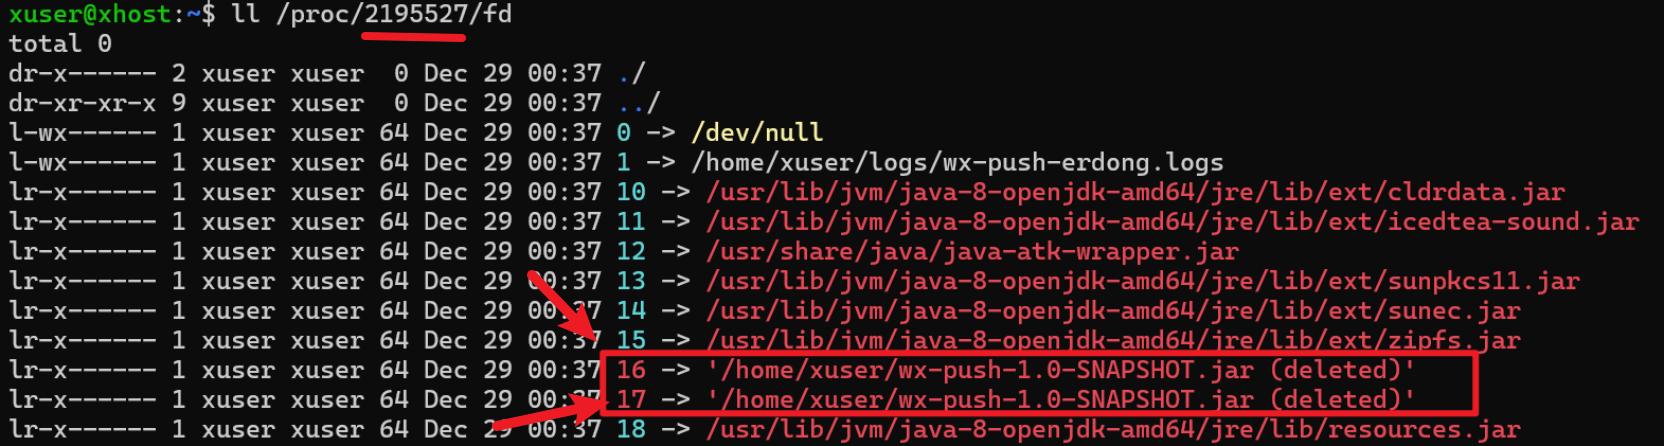 xuser@xhost:~$ ll /proc/2195527/fd
total 0
dr-x------ 2 xuser xuser  0 Dec 29 00:37 ./
dr-xr-xr-x 9 xuser xuser  0 Dec 29 00:37 ../
l-wx------ 1 xuser xuser 64 Dec 29 00:37 0 -> /dev/null
l-wx------ 1 xuser xuser 64 Dec 29 00:37 1 -> /home/xuser/logs/wx-push-erdong.logs
lr-x------ 1 xuser xuser 64 Dec 29 00:37 10 -> /usr/lib/jvm/java-8-openjdk-amd64/jre/lib/ext/cldrdata.jar
lr-x------ 1 xuser xuser 64 Dec 29 00:37 11 -> /usr/lib/jvm/java-8-openjdk-amd64/jre/lib/ext/icedtea-sound.jar
lr-x------ 1 xuser xuser 64 Dec 29 00:37 12 -> /usr/share/java/java-atk-wrapper.jar
lr-x------ 1 xuser xuser 64 Dec 29 00:37 13 -> /usr/lib/jvm/java-8-openjdk-amd64/jre/lib/ext/sunpkcs11.jar
lr-x------ 1 xuser xuser 64 Dec 29 00:37 14 -> /usr/lib/jvm/java-8-openjdk-amd64/jre/lib/ext/sunec.jar
lr-x------ 1 xuser xuser 64 Dec 29 00:37 15 -> /usr/lib/jvm/java-8-openjdk-amd64/jre/lib/ext/zipfs.jar
lr-x------ 1 xuser xuser 64 Dec 29 00:37 16 -> '/home/xuser/wx-push-1.0-SNAPSHOT.jar (deleted)'
lr-x------ 1 xuser xuser 64 Dec 29 00:37 17 -> '/home/xuser/wx-push-1.0-SNAPSHOT.jar (deleted)'
lr-x------ 1 xuser xuser 64 Dec 29 00:37 18 -> /usr/lib/jvm/java-8-openjdk-amd64/jre/lib/resources.jar